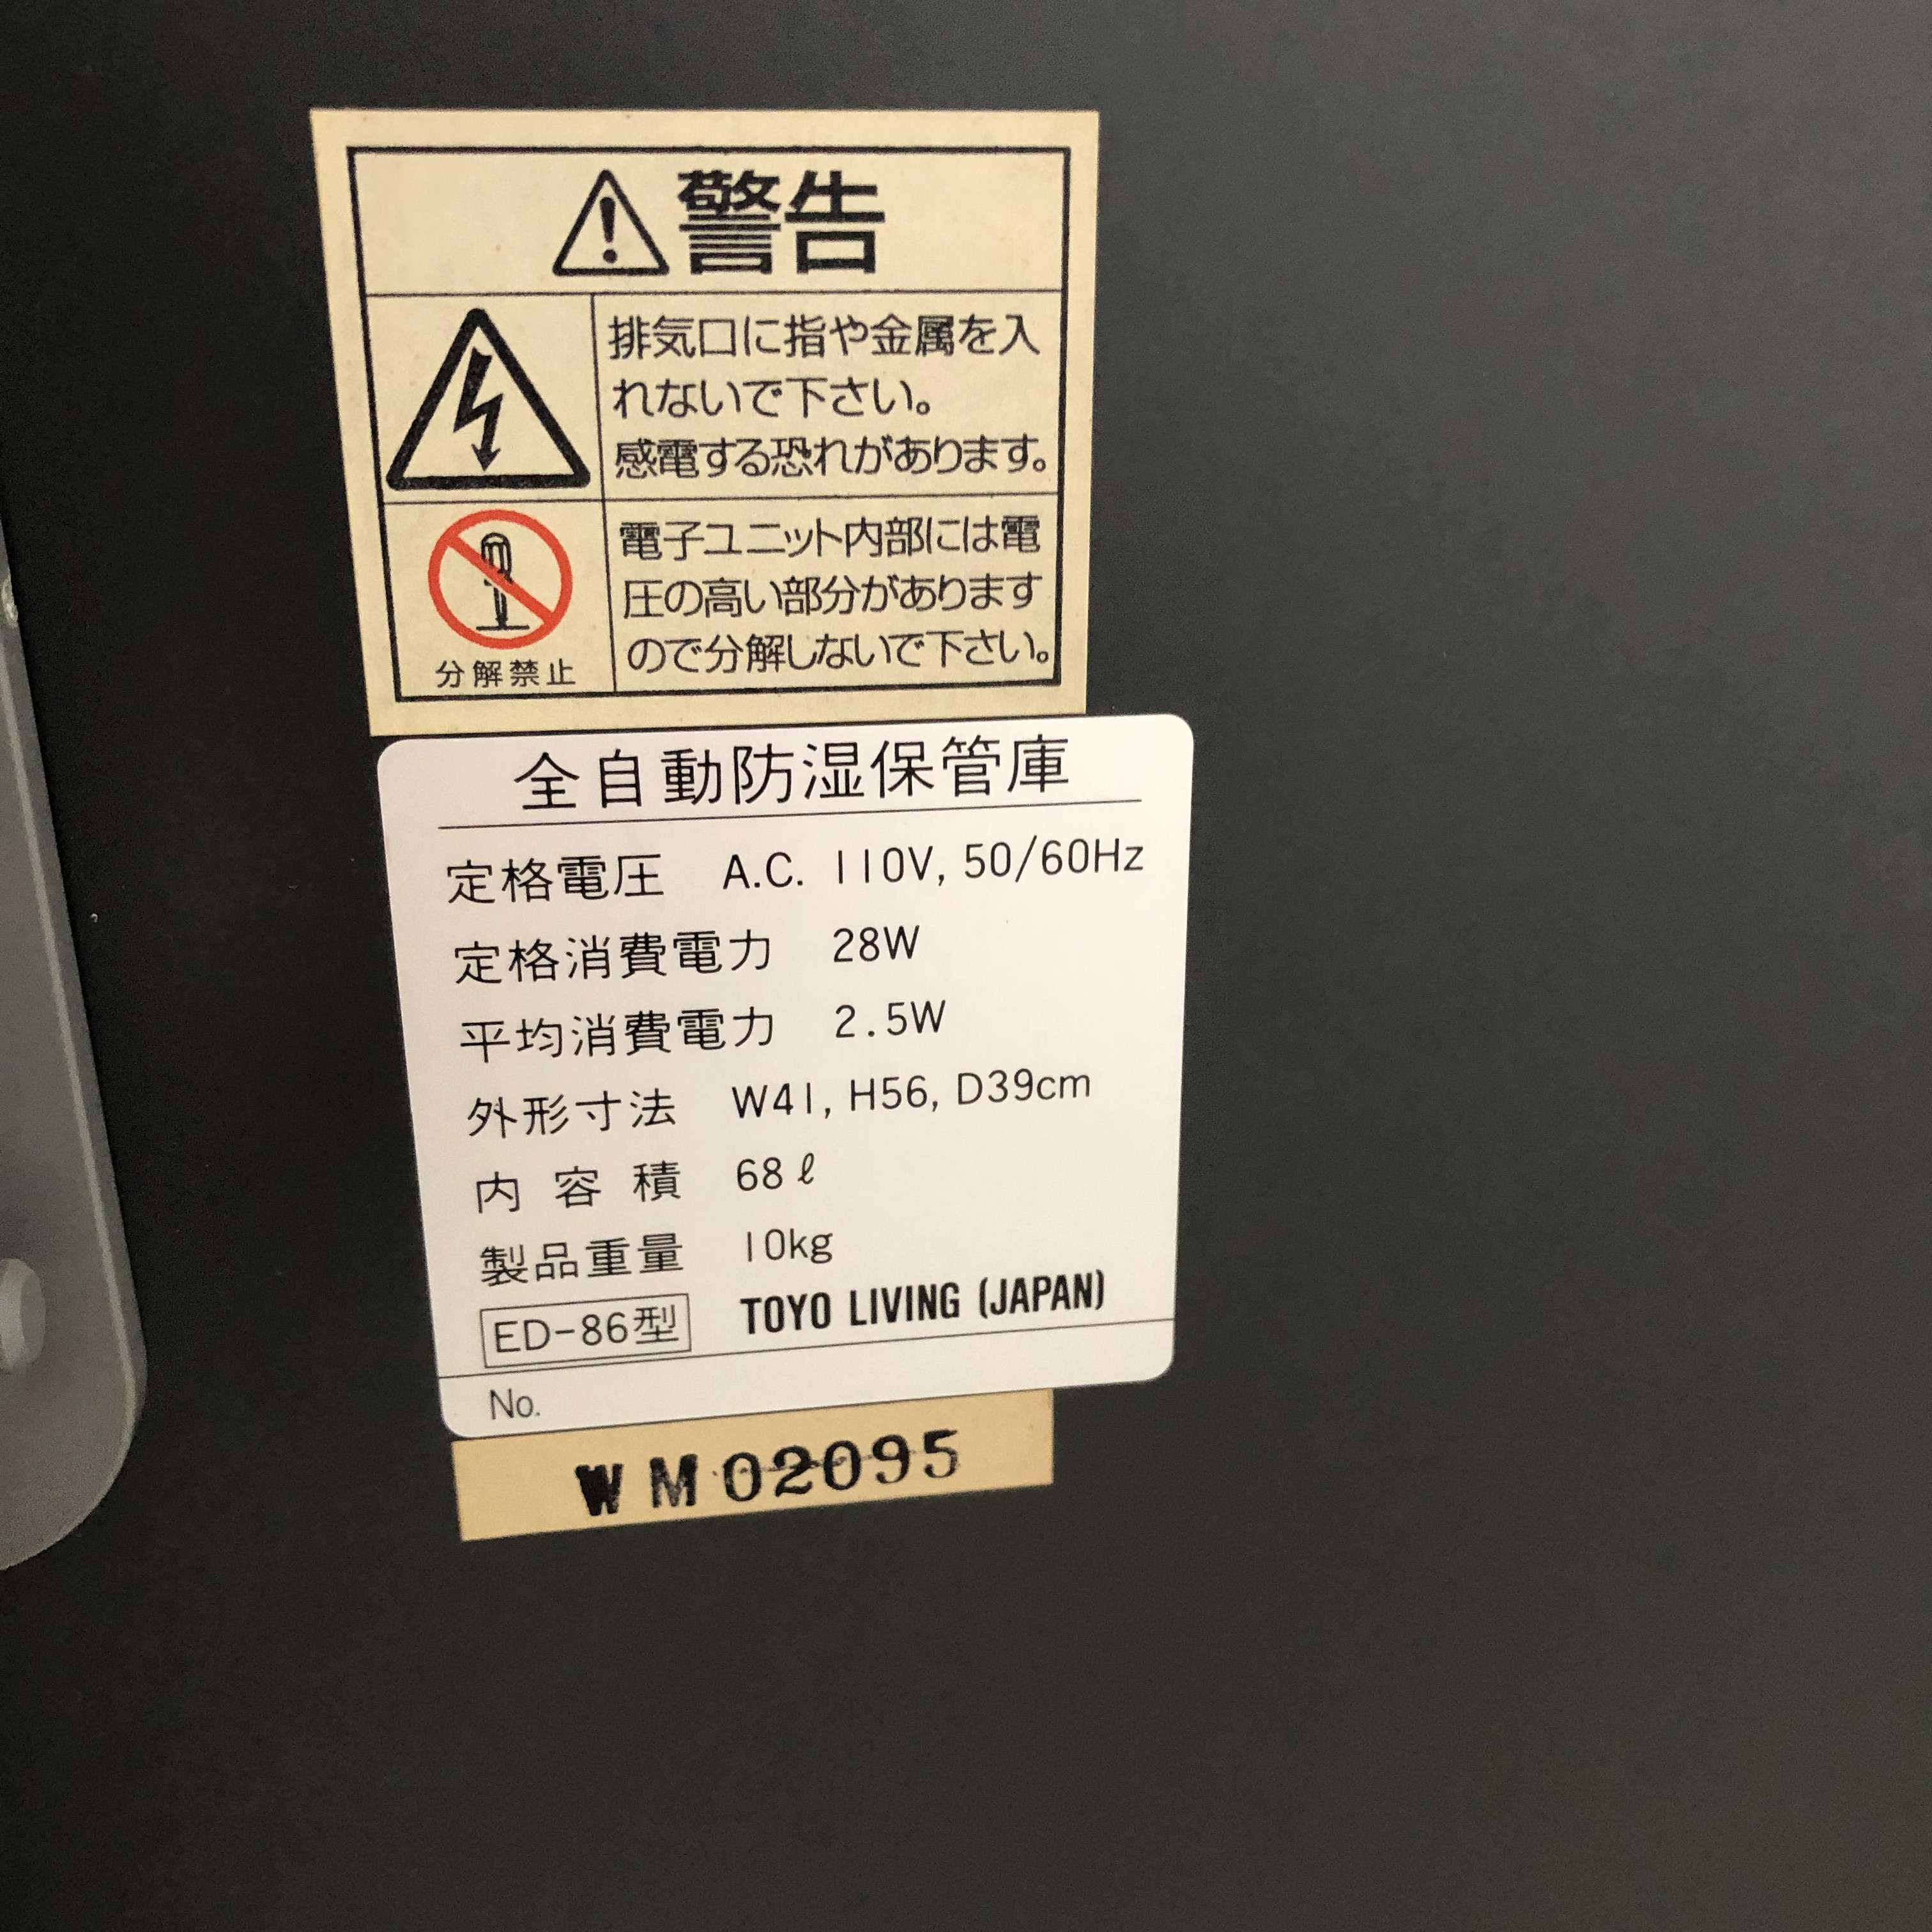 警告
排気口に指や金属を入
れないで下さい。
感電する恐れがあります。
分解禁止
電子ユニット内部には電
圧の高い部分があります
ので分解しないで下さい。
全自動防湿保管庫
定格電圧 A.C. 110V, 50/60Hz
定格消費電力 28W
平均消費電力 2.5W
外形寸法 W41, H56, D39cm
内容積 68ℓ
製品重量 10kg
ED-86型 TOYO LIVING (JAPAN)
No.
WM02095